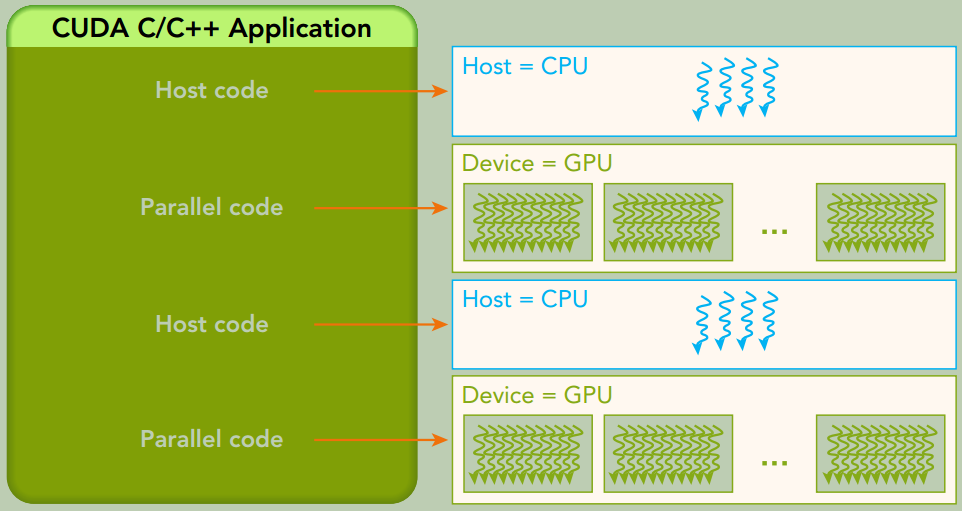 CUDA C/C++ Application
Host code
Host = CPU
Parallel code
Device = GPU
...
Host code
Host = CPU
Parallel code
Device = GPU
...